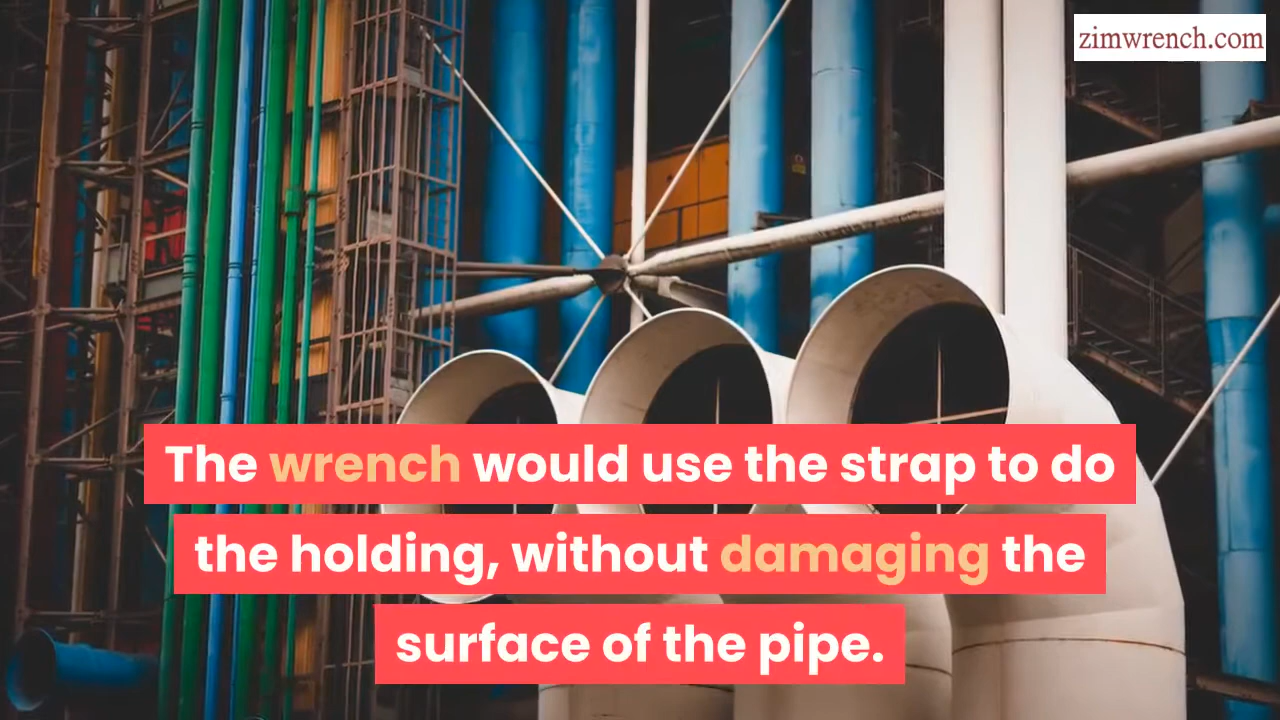 zimwrench.com
The wrench would use the strap to do
the holding, without damaging the
surface of the pipe.